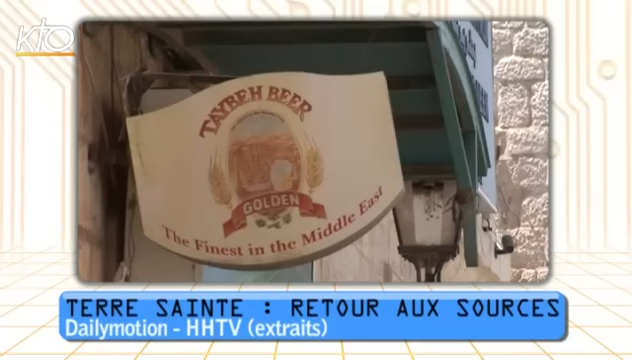 KTO
TAYBEH BEER
GOLDEN
The Finest in the Middle East
TERRE SAINTE : RETOUR AUX SOURCES
Dailymotion - HHTV (extraits)